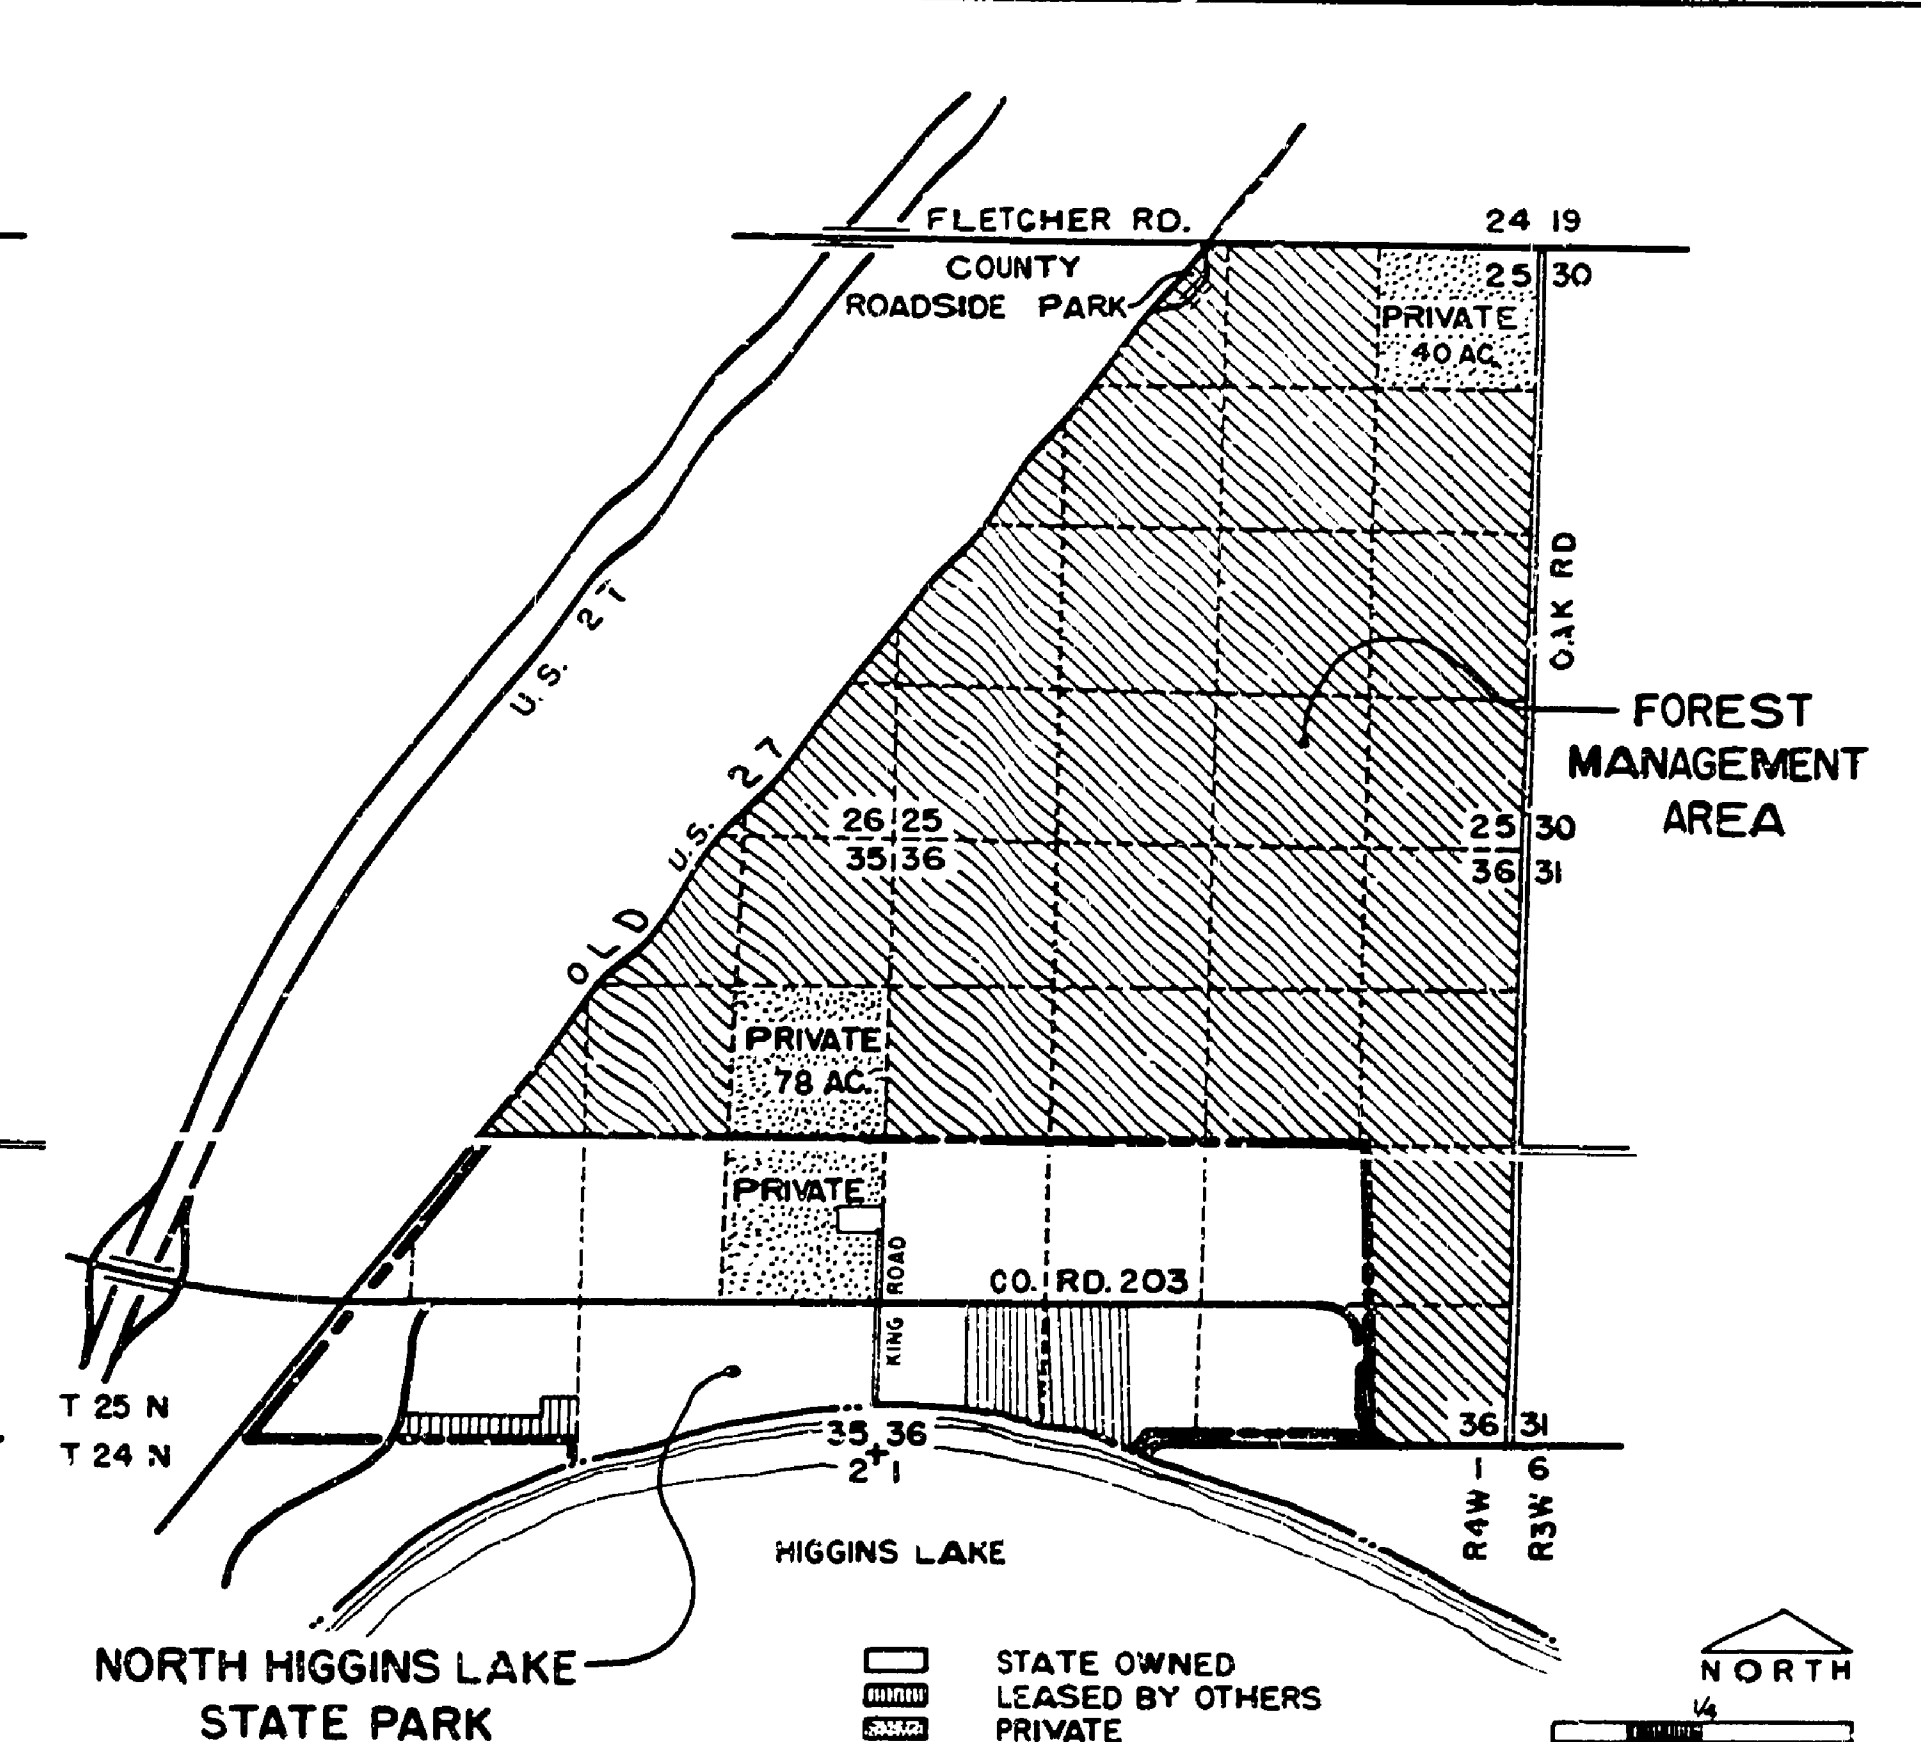 FLETCHER RD.
24 19
COUNTY
ROADSIDE PARK
25 30
PRIVATE
40 AC.
OAK RD
U.S. 27
FOREST
MANAGEMENT
AREA
OLD U.S. 27
26 25
35 36
25 30
36 31
PRIVATE
78 AC.
PRIVATE
KING ROAD
CO. RD. 203
T 25 N
T 24 N
35 36
2 1
36 31
1 6
R4W
R3W
HIGGINS LAKE
NORTH HIGGINS LAKE
STATE PARK
STATE OWNED
LEASED BY OTHERS
PRIVATE
NORTH
1/4